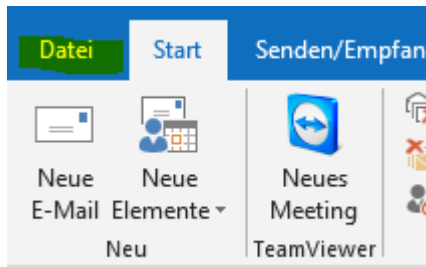 Datei Start Senden/Empfan
Neue Neue Neues
E-Mail Elemente Meeting
Neu TeamViewer